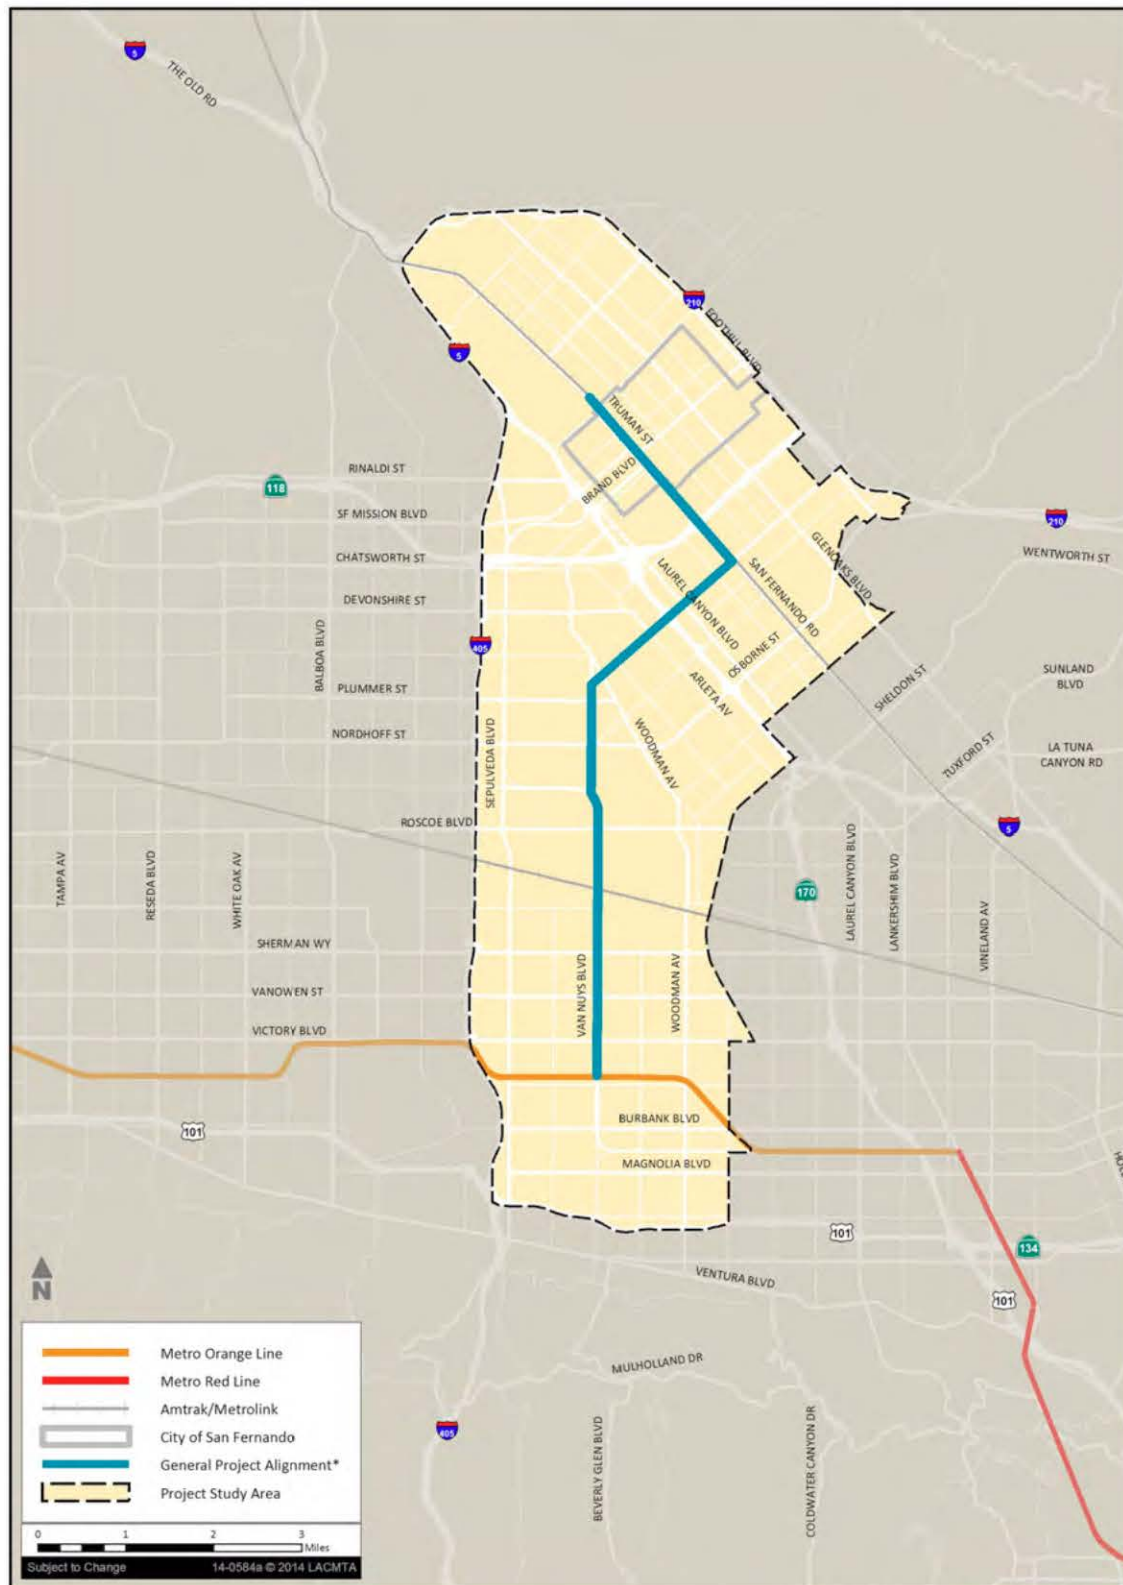 5
THE OLD RD
210
FOOTHILL BLVD
5
TRUMAN ST
BRAND BLVD
RINALDI ST
118
SF MISSION BLVD
210
CHATSWORTH ST
GLENOAKS BLVD
WENTWORTH ST
LAUREL CANYON BLVD
SAN FERNANDO RD
DEVONSHIRE ST
BALBOA BLVD
405
OSBORNE ST
SHELDON ST
SUNLAND
BLVD
PLUMMER ST
ARLETA AV
NORDHOFF ST
SEPULVEDA BLVD
WOODMAN AV
TUXFORD ST
LA TUNA
CANYON RD
ROSCOE BLVD
5
TAMPA AV
RESEDA BLVD
WHITE OAK AV
170
LAUREL CANYON BLVD
LANKERSHIM BLVD
VINELAND AV
SHERMAN WY
VAN NUYS BLVD
WOODMAN AV
VANOWEN ST
VICTORY BLVD
101
BURBANK BLVD
MAGNOLIA BLVD
101
134
N
VENTURA BLVD
101
MULHOLLAND DR
405
BEVERLY GLEN BLVD
COLDWATER CANYON DR
Metro Orange Line
Metro Red Line
Amtrak/Metrolink
City of San Fernando
General Project Alignment*
Project Study Area
0 1 2 3
Miles
Subject to Change 14-0584a © 2014 LACMTA